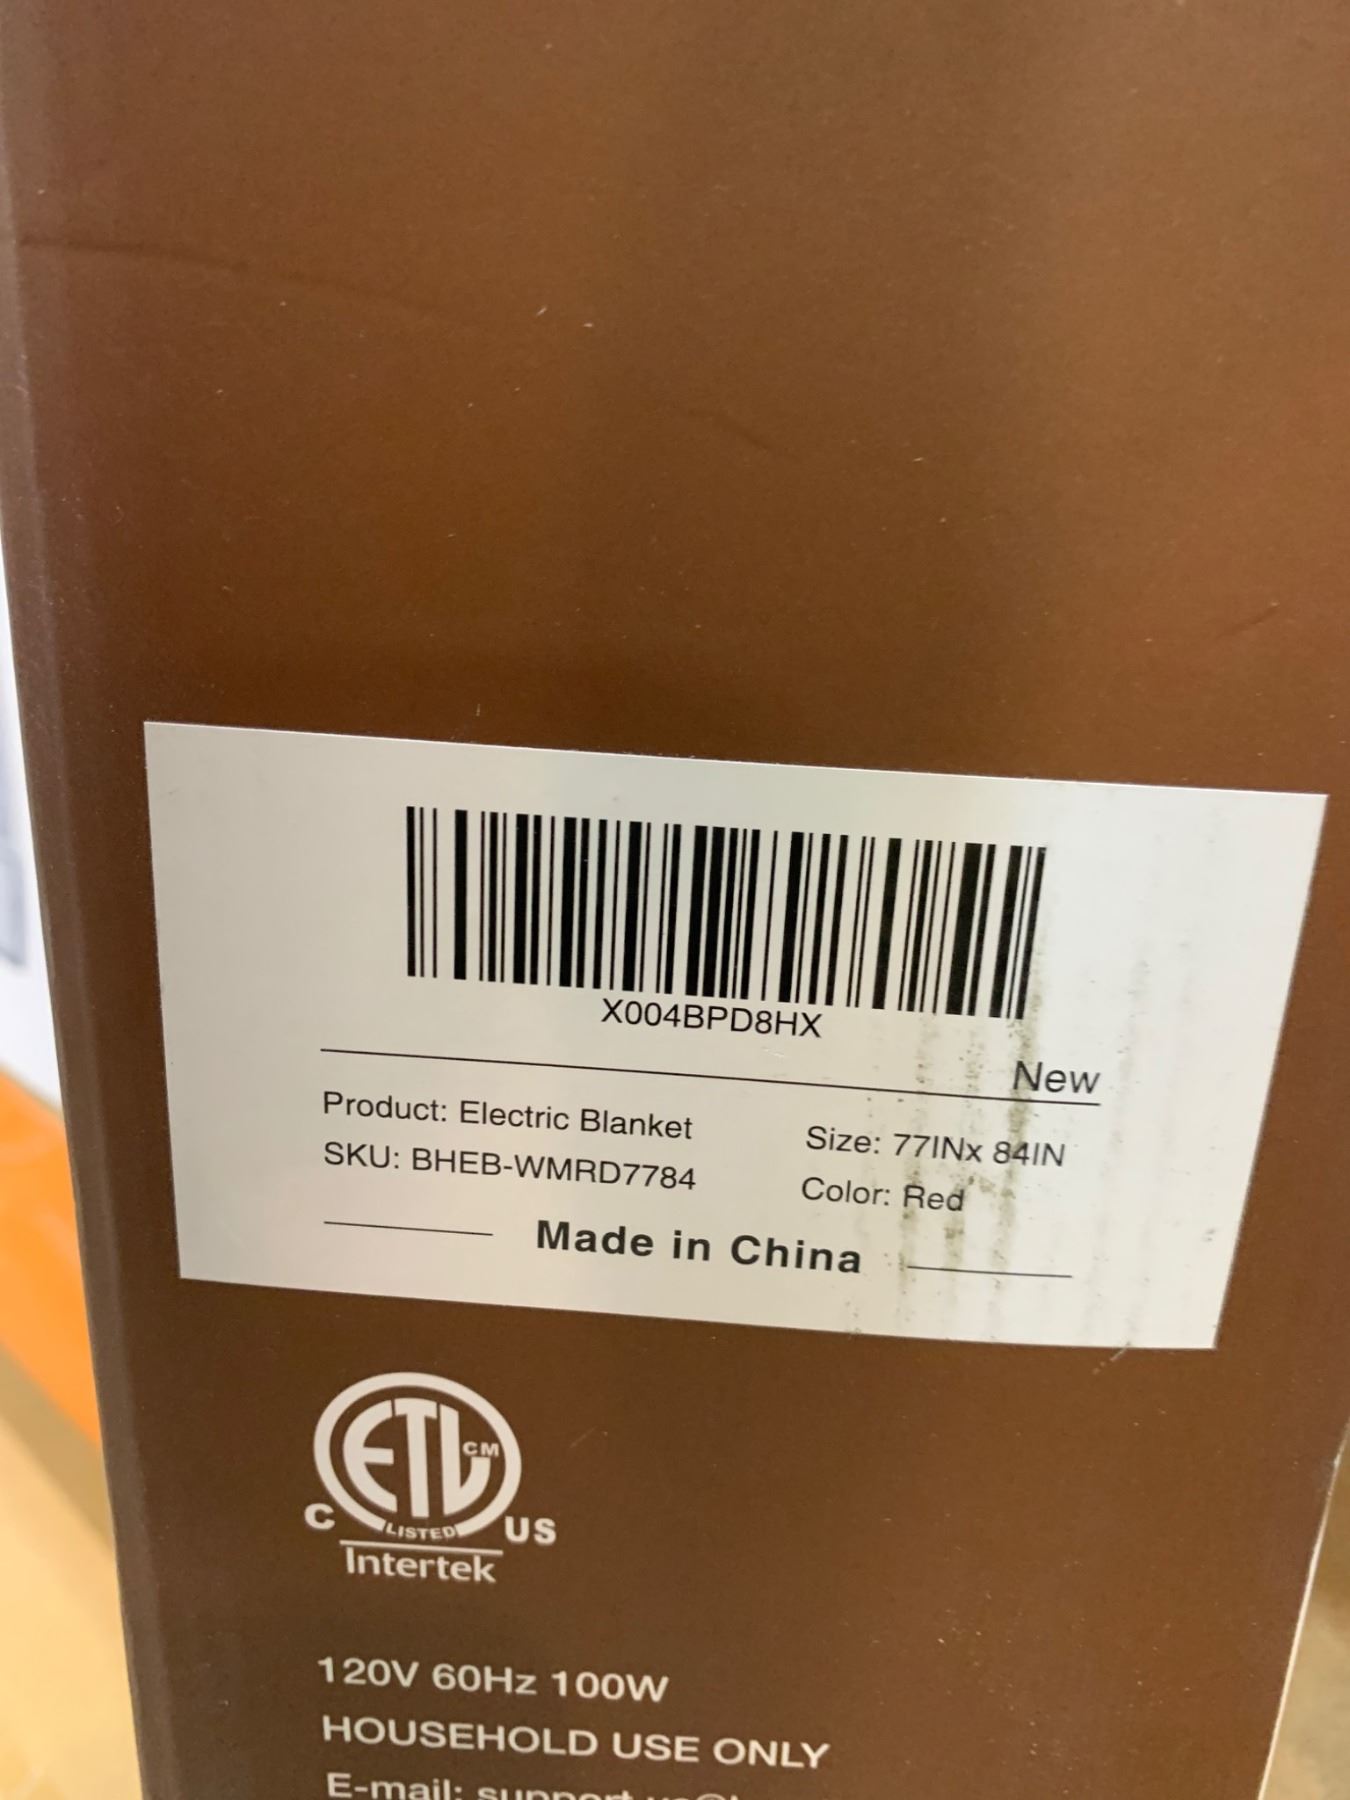 X004BPD8HX
New
Product: Electric Blanket
Size: 77INx 84IN
SKU: BHEB-WMRD7784
Color: Red
Made in China
ETL CM
C LISTED US
Intertek
120V 60Hz 100W
HOUSEHOLD USE ONLY
E-mail: